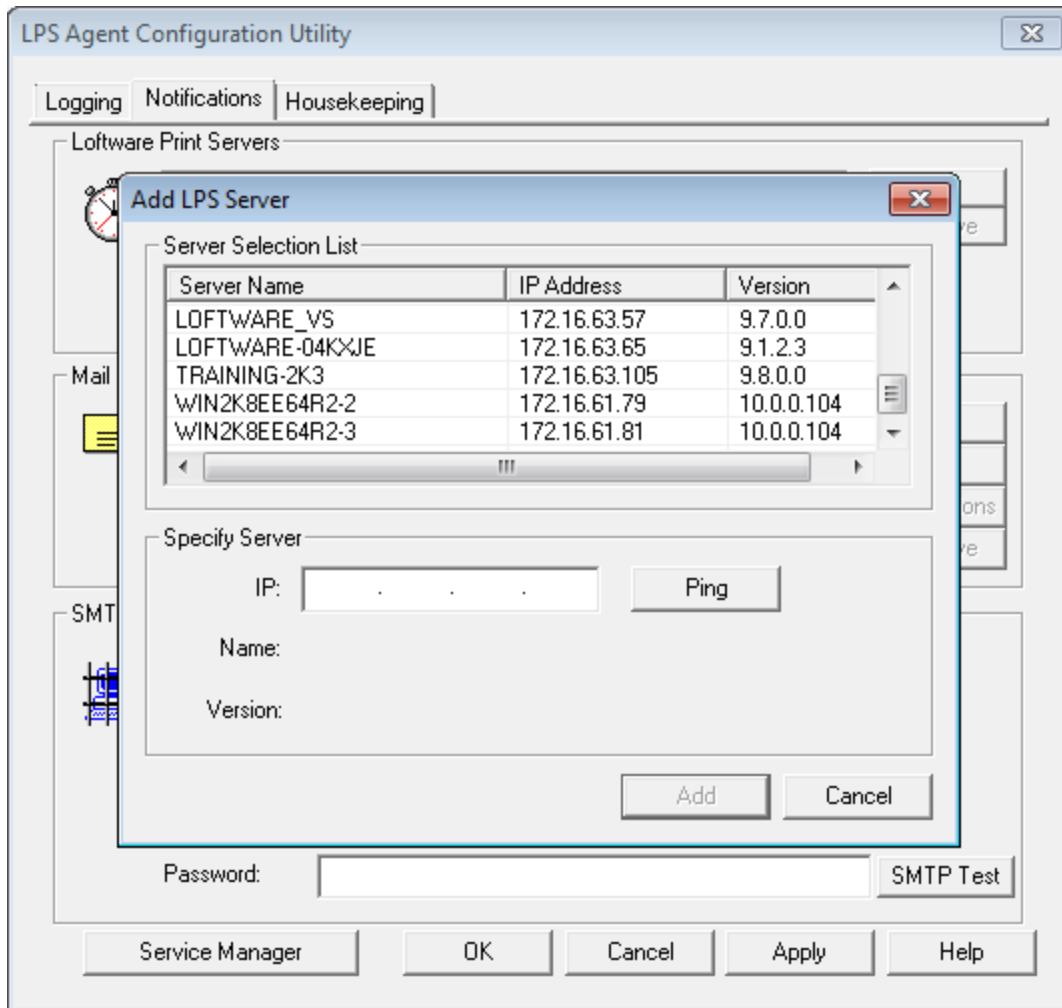 LPS Agent Configuration Utility
Logging Notifications Housekeeping
Loftware Print Servers
Add LPS Server
Server Selection List
Server Name IP Address Version
LOFTWARE_VS 172.16.63.57 9.7.0.0
LOFTWARE-04KXJE 172.16.63.65 9.1.2.3
TRAINING-2K3 172.16.63.105 9.8.0.0
WIN2K8EE64R2-2 172.16.61.79 10.0.0.104
WIN2K8EE64R2-3 172.16.61.81 10.0.0.104
Mail
Specify Server
IP: . . . Ping
SMT
Name:
Version:
Add Cancel
Password: SMTP Test
Service Manager OK Cancel Apply Help